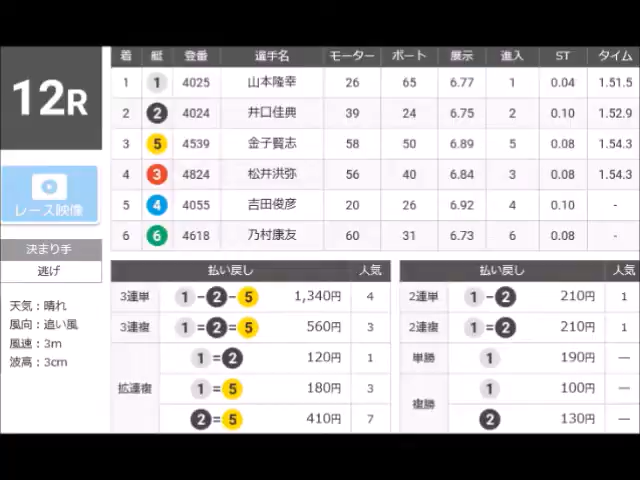 12R
レース映像
決まり手
逃げ
天気：晴れ
風向：追い風
風速：3m
波高：3cm
着 艇 登番 選手名 モーター ボート 展示 進入 ST タイム
1 1 4025 山本隆幸 26 65 6.77 1 0.04 1.51.5
2 2 4024 井口佳典 39 24 6.75 2 0.10 1.52.9
3 5 4539 金子賢志 58 50 6.89 5 0.08 1.54.3
4 3 4824 松井洪弥 56 40 6.84 3 0.08 1.54.3
5 4 4055 吉田俊彦 20 26 6.92 4 0.10 -
6 6 4618 乃村康友 60 31 6.73 6 0.08 -
払い戻し 人気
3連単 1-2-5 1,340円 4
3連複 1=2=5 560円 3
拡連複 1=2 120円 1
1=5 180円 3
2=5 410円 7
払い戻し 人気
2連単 1-2 210円 1
2連複 1=2 210円 1
単勝 1 190円 —
複勝 1 100円 —
2 130円 —